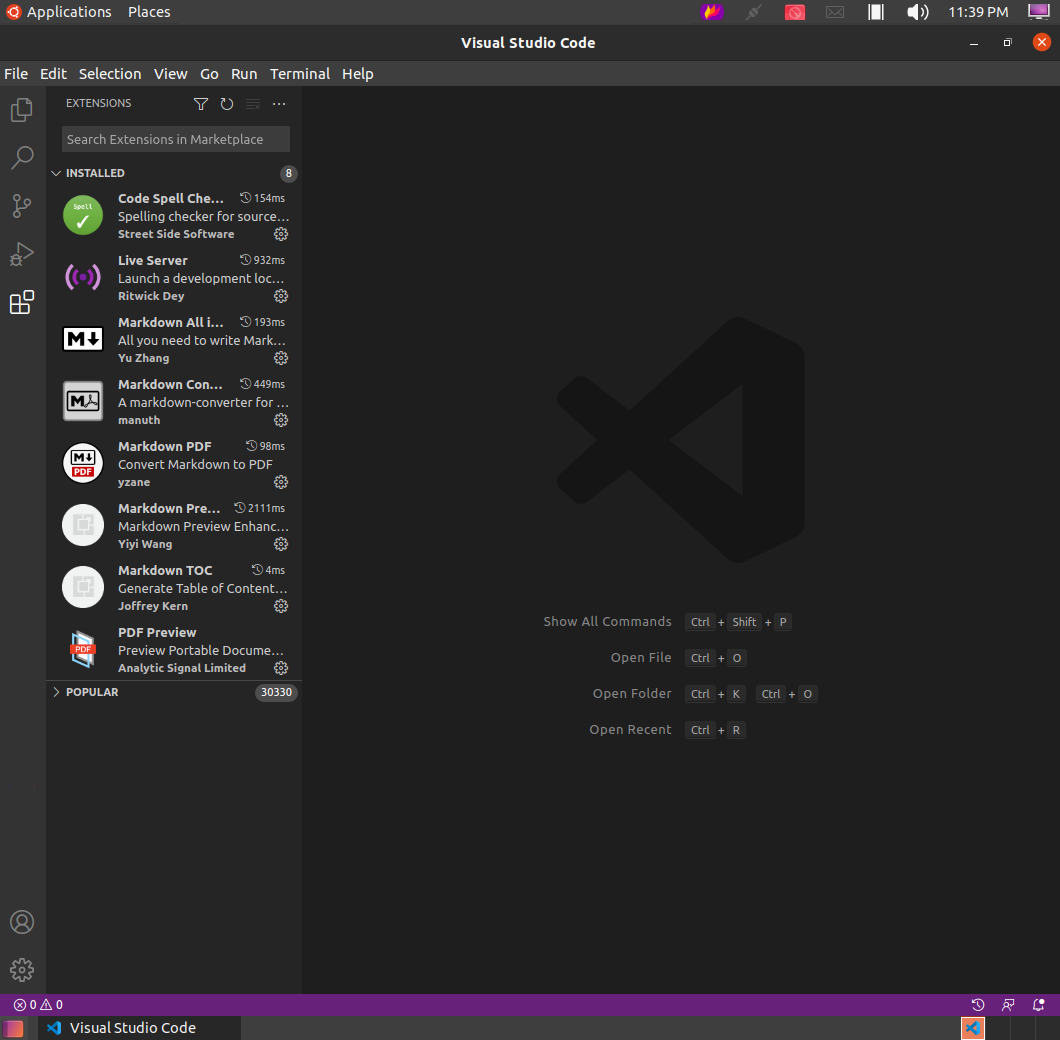 Applications Places 11:39 PM
Visual Studio Code
File Edit Selection View Go Run Terminal Help
EXTENSIONS
Search Extensions in Marketplace
INSTALLED 8
Spell
Code Spell Che... 154ms
Spelling checker for source...
Street Side Software
Live Server 932ms
Launch a development loc...
Ritwick Dey
Markdown All i... 193ms
All you need to write Mark...
Yu Zhang
Markdown Con... 449ms
A markdown-converter for ...
manuth
Markdown PDF 98ms
Convert Markdown to PDF
yzane
PDF
Markdown Pre... 2111ms
Markdown Preview Enhanc...
Yiyi Wang
Markdown TOC 4ms
Generate Table of Content...
Joffrey Kern
PDF Preview
Preview Portable Docume...
Analytic Signal Limited
PDF
POPULAR 30330
Show All Commands Ctrl + Shift + P
Open File Ctrl + O
Open Folder Ctrl + K Ctrl + O
Open Recent Ctrl + R
0 0
Visual Studio Code